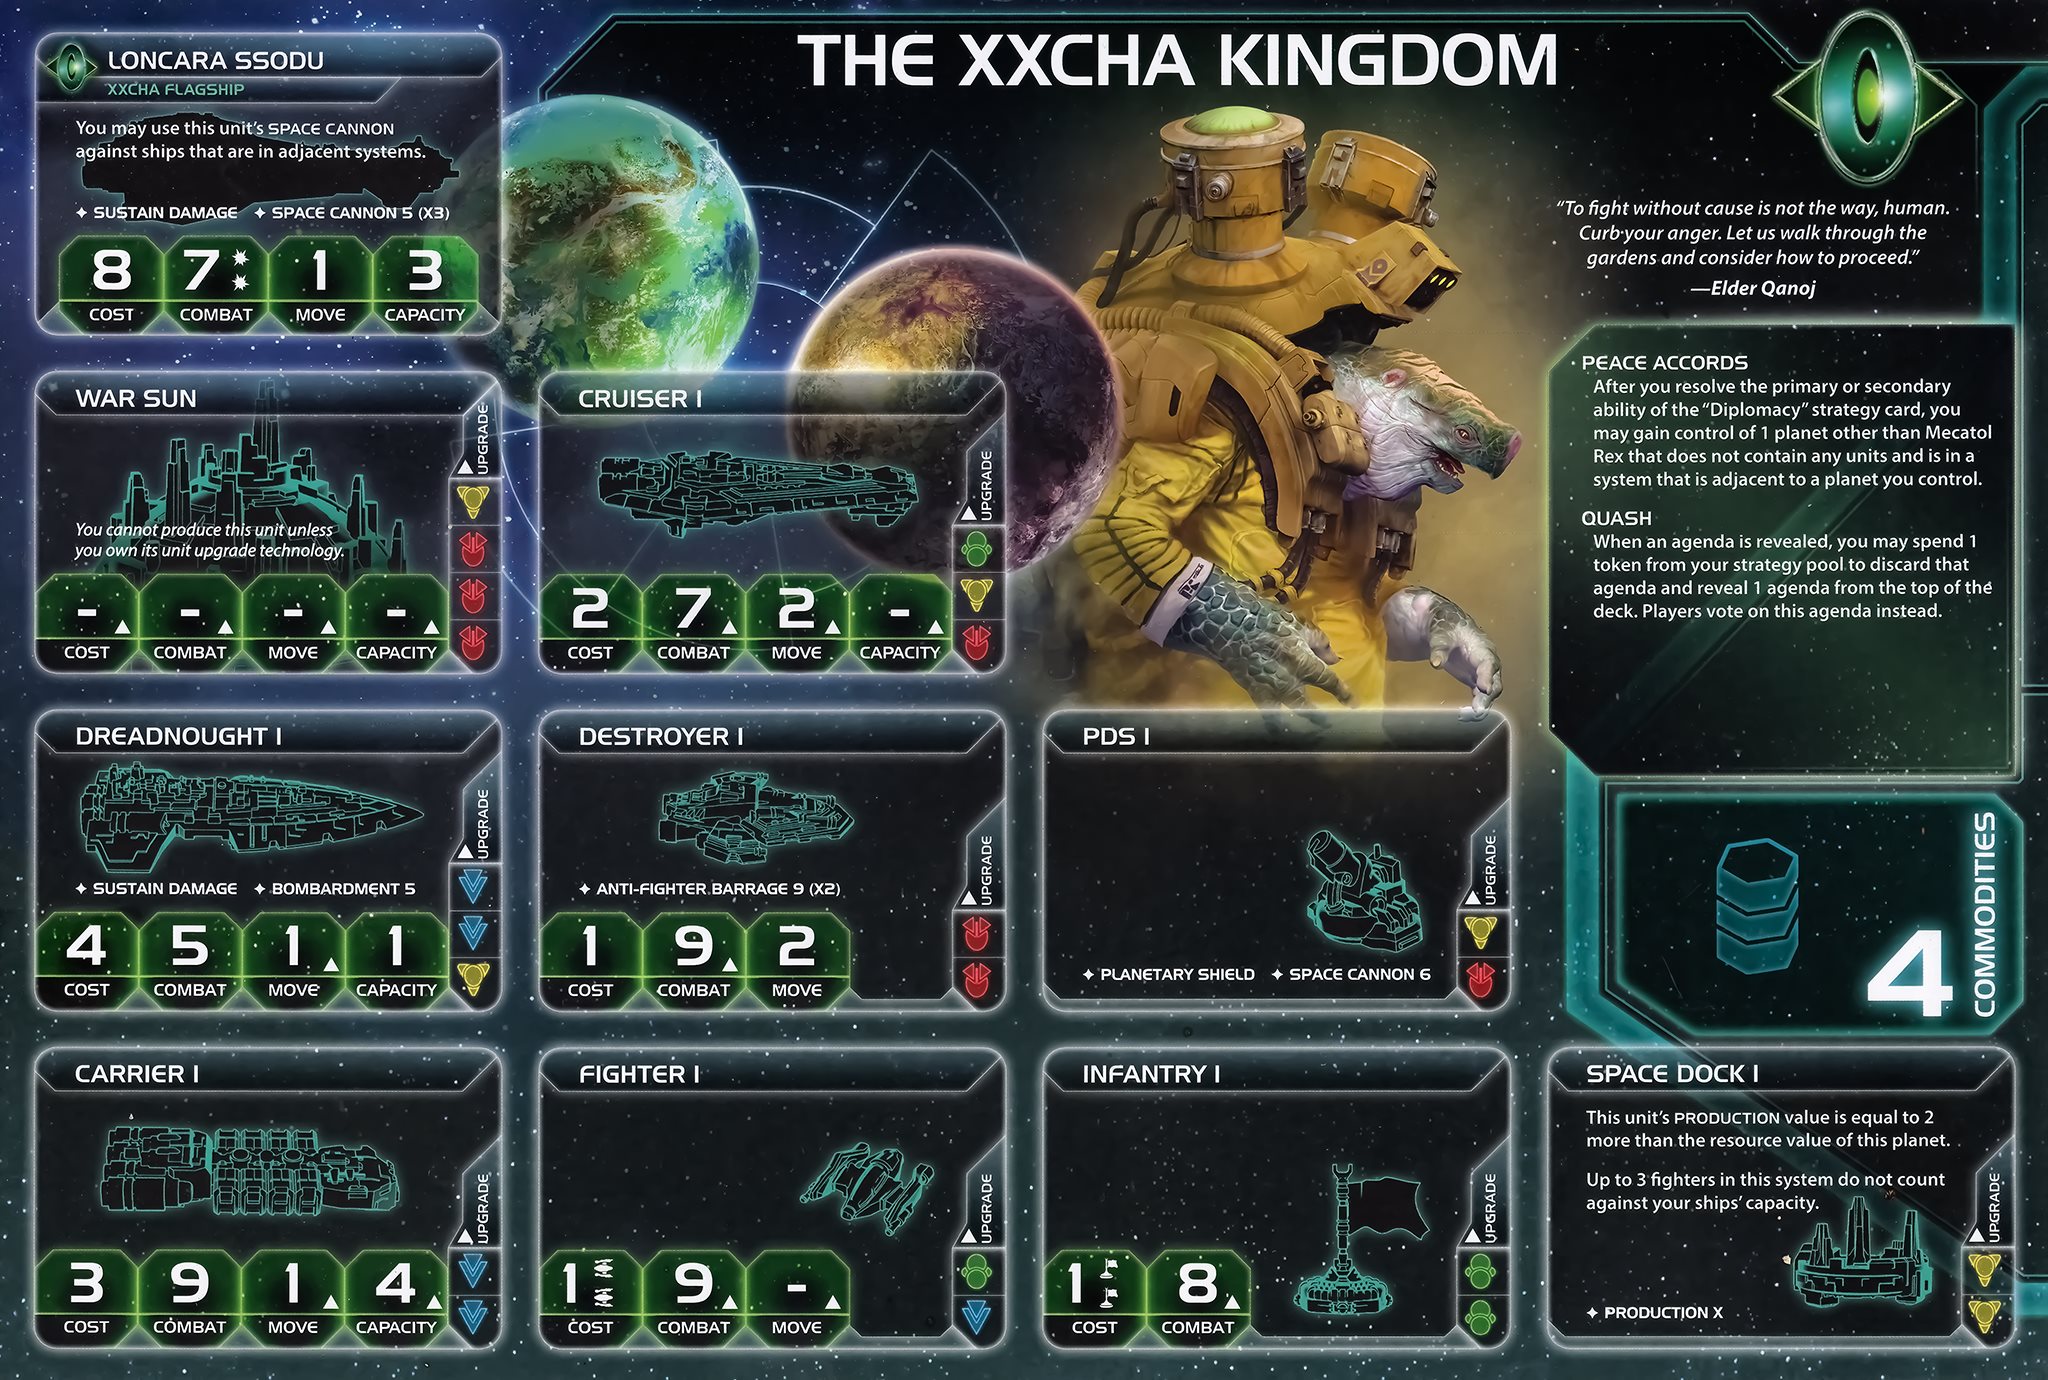 THE XXCHA KINGDOM
LONCARA SSODU
XXCHA FLAGSHIP
You may use this unit's SPACE CANNON
against ships that are in adjacent systems.
✦ SUSTAIN DAMAGE ✦ SPACE CANNON 5 (X3)
8 7 1 3
COST COMBAT MOVE CAPACITY
"To fight without cause is not the way, human.
Curb your anger. Let us walk through the
gardens and consider how to proceed."
—Elder Qanoj
WAR SUN
UPGRADE
You cannot produce this unit unless
you own its unit upgrade technology.
- - - -
COST COMBAT MOVE CAPACITY
CRUISER I
UPGRADE
2 7 2 -
COST COMBAT MOVE CAPACITY
PEACE ACCORDS
After you resolve the primary or secondary
ability of the "Diplomacy" strategy card, you
may gain control of 1 planet other than Mecatol
Rex that does not contain any units and is in a
system that is adjacent to a planet you control.
QUASH
When an agenda is revealed, you may spend 1
token from your strategy pool to discard that
agenda and reveal 1 agenda from the top of the
deck. Players vote on this agenda instead.
DREADNOUGHT I
UPGRADE
✦ SUSTAIN DAMAGE ✦ BOMBARDMENT 5
4 5 1 1
COST COMBAT MOVE CAPACITY
DESTROYER I
UPGRADE
✦ ANTI-FIGHTER BARRAGE 9 (X2)
1 9 2
COST COMBAT MOVE
PDS I
UPGRADE
✦ PLANETARY SHIELD ✦ SPACE CANNON 6
4
COMMODITIES
CARRIER I
UPGRADE
3 9 1 4
COST COMBAT MOVE CAPACITY
FIGHTER I
UPGRADE
1 9 -
COST COMBAT MOVE
INFANTRY I
UPGRADE
1 8
COST COMBAT
SPACE DOCK I
This unit's PRODUCTION value is equal to 2
more than the resource value of this planet.
Up to 3 fighters in this system do not count
against your ships' capacity.
UPGRADE
✦ PRODUCTION X